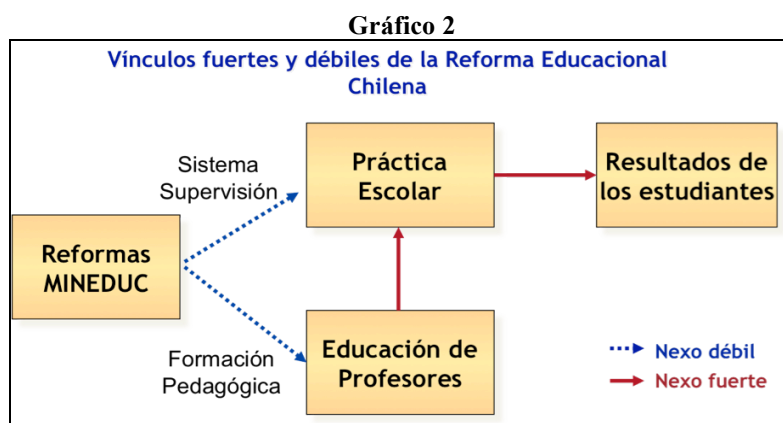 Gráfico 2
Vínculos fuertes y débiles de la Reforma Educacional
Chilena
Sistema
Supervisión
Práctica
Escolar
Resultados de
los estudiantes
Reformas
MINEDUC
Formación
Pedagógica
Educación de
Profesores
Nexo débil
Nexo fuerte